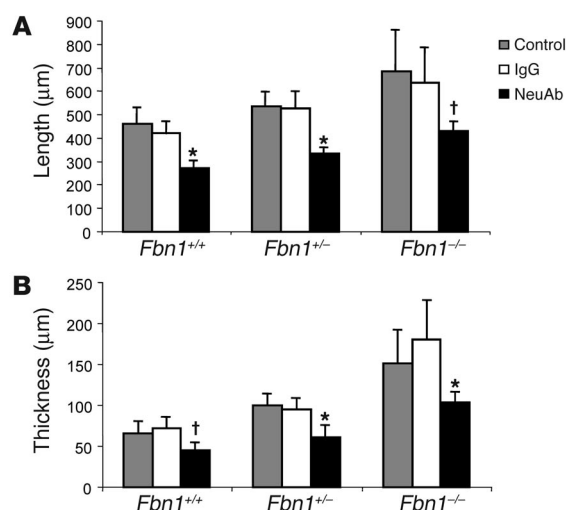 A
Length (µm)
900
800
700
600
500
400
300
200
100
0
*
*
†
Control
IgG
NeuAb
Fbn1+/+
Fbn1+/–
Fbn1–/–
B
Thickness (µm)
250
200
150
100
50
0
†
*
*
Fbn1+/+
Fbn1+/–
Fbn1–/–